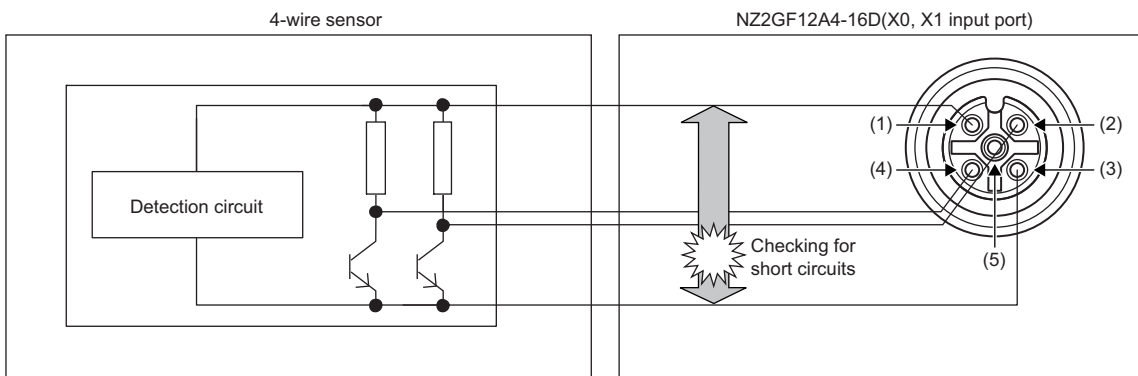 4-wire sensor
NZ2GF12A4-16D(X0, X1 input port)
(1)
(2)
(4)
(3)
Detection circuit
Checking for
short circuits
(5)